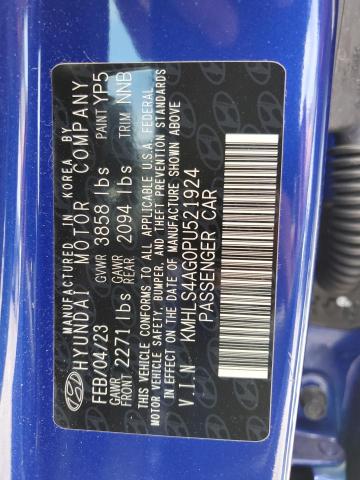 MANUFACTURED IN KOREA BY
HYUNDAI MOTOR COMPANY
FEB/04/23 GVWR 3858 lbs PAINT YP5
GAWR FRONT 2271 lbs GAWR REAR 2094 lbs TRIM NNB
THIS VEHICLE CONFORMS TO ALL APPLICABLE U.S.A. FEDERAL
MOTOR VEHICLE SAFETY, BUMPER, AND THEFT PREVENTION STANDARDS
IN EFFECT ON THE DATE OF MANUFACTURE SHOWN ABOVE
V.I.N KMHLS4AG0PU521924
PASSENGER CAR